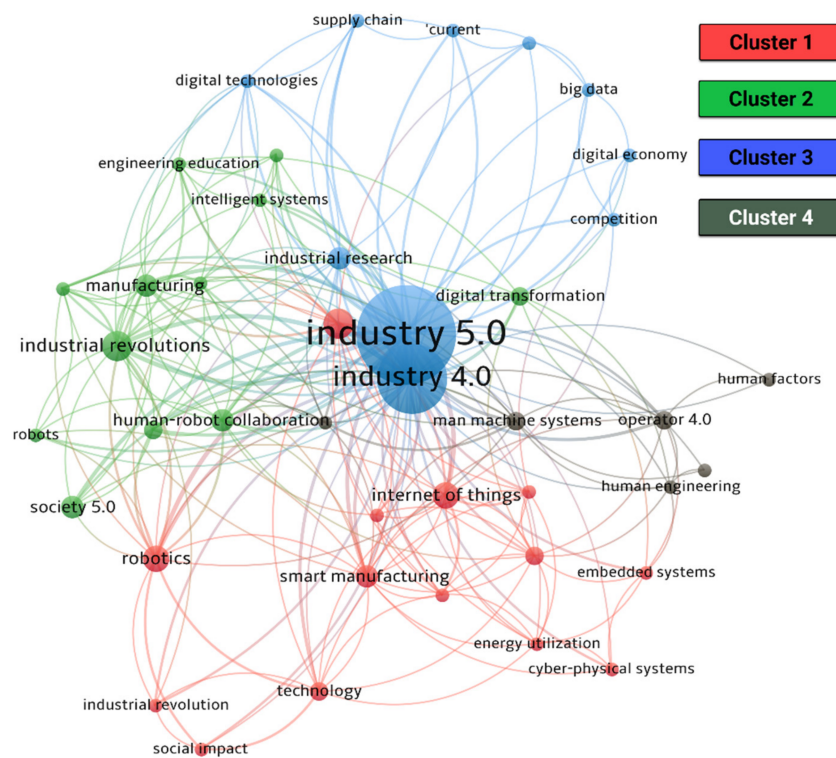 supply chain
'current
Cluster 1
digital technologies
big data
Cluster 2
engineering education
digital economy
Cluster 3
intelligent systems
competition
Cluster 4
industrial research
manufacturing
digital transformation
industry 5.0
industrial revolutions
industry 4.0
human factors
human-robot collaboration
man machine systems
operator 4.0
robots
human engineering
internet of things
society 5.0
robotics
smart manufacturing
embedded systems
energy utilization
cyber-physical systems
technology
industrial revolution
social impact